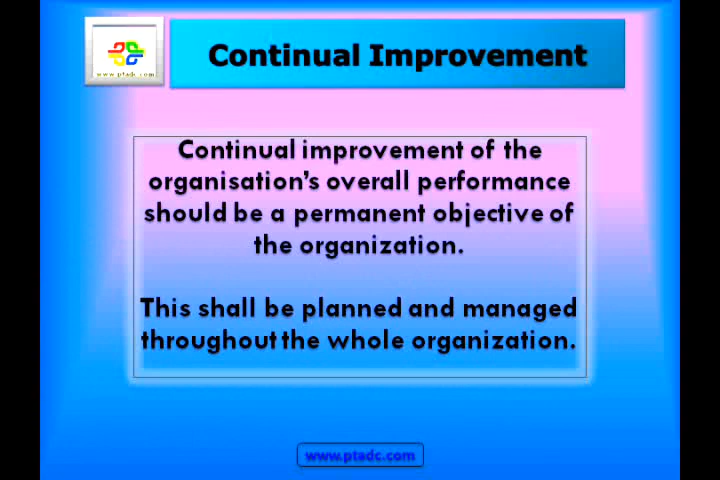 www.ptadc.com
Continual Improvement
Continual improvement of the
organisation's overall performance
should be a permanent objective of
the organization.
This shall be planned and managed
throughout the whole organization.
www.ptadc.com